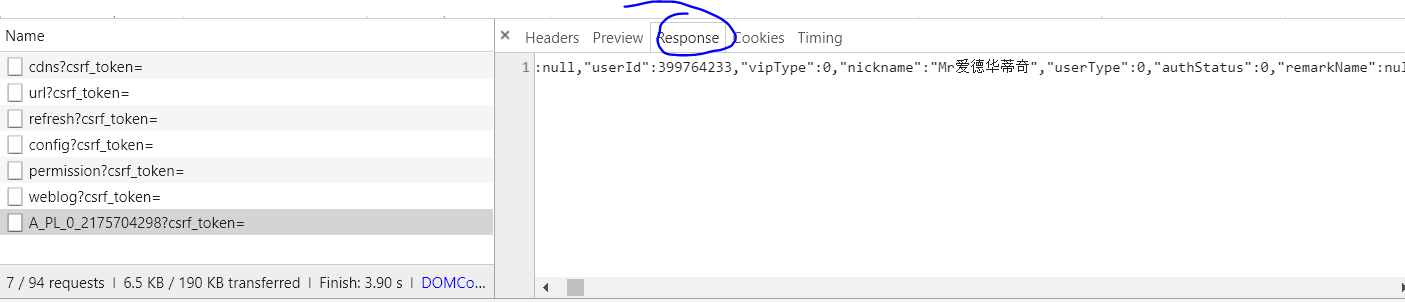 Name
cdns?csrf_token=
url?csrf_token=
refresh?csrf_token=
config?csrf_token=
permission?csrf_token=
weblog?csrf_token=
A_PL_0_2175704298?csrf_token=
7 / 94 requests | 6.5 KB / 190 KB transferred | Finish: 3.90 s | DOMCo...
× Headers Preview Response Cookies Timing
1 :null,"userId":399764233,"vipType":0,"nickname":"Mr爱德华蒂奇","userType":0,"authStatus":0,"remarkName":nul